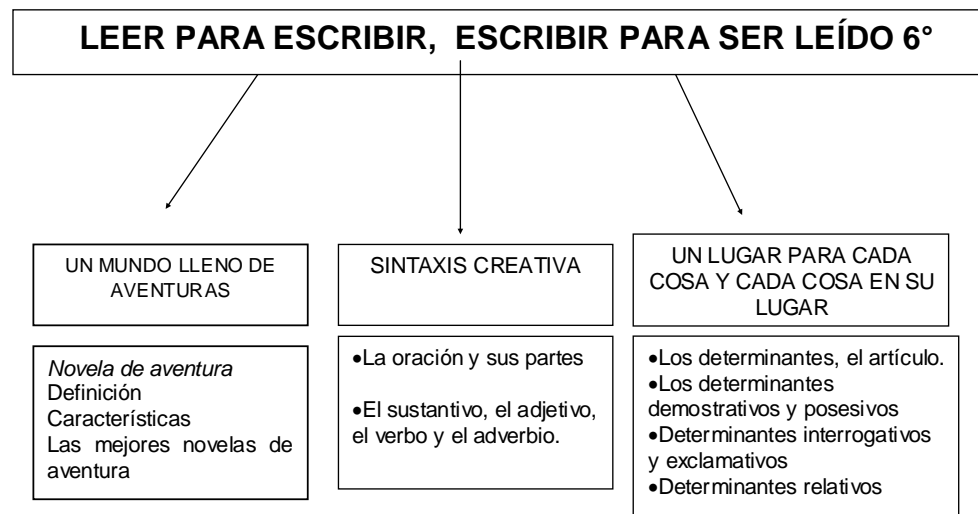 LEER PARA ESCRIBIR, ESCRIBIR PARA SER LEÍDO 6°
UN MUNDO LLENO DE
AVENTURAS
Novela de aventura
Definición
Características
Las mejores novelas de
aventura
SINTAXIS CREATIVA
•La oración y sus partes
•El sustantivo, el adjetivo,
el verbo y el adverbio.
UN LUGAR PARA CADA
COSA Y CADA COSA EN SU
LUGAR
•Los determinantes, el artículo.
•Los determinantes
demostrativos y posesivos
•Determinantes interrogativos
y exclamativos
•Determinantes relativos